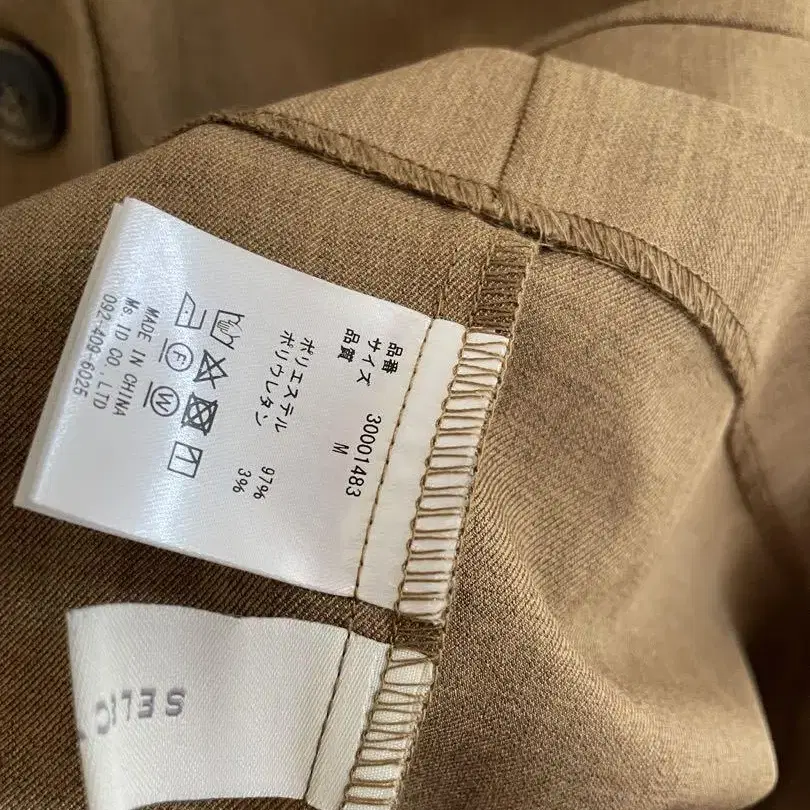 品番 30001483
サイズ M
品質
ポリエステル 97%
ポリウレタン 3%
F
W
MADE IN CHINA
Ms ID CO . LTD
092-409-6025